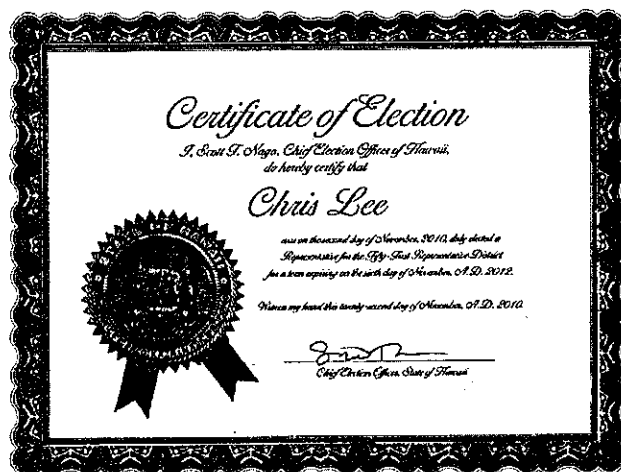 Certificate of Election
I, Scott T. Nago, Chief Election Officer of Hawaii,
do hereby certify that
Chris Lee
was on the second day of November, 2010, duly elected a
Representative for the Fifty-First Representative District
for a term expiring on the sixth day of November, A.D. 2012.
Witness my hand this twenty-second day of November, A.D. 2010.
Chief Election Officer, State of Hawaii